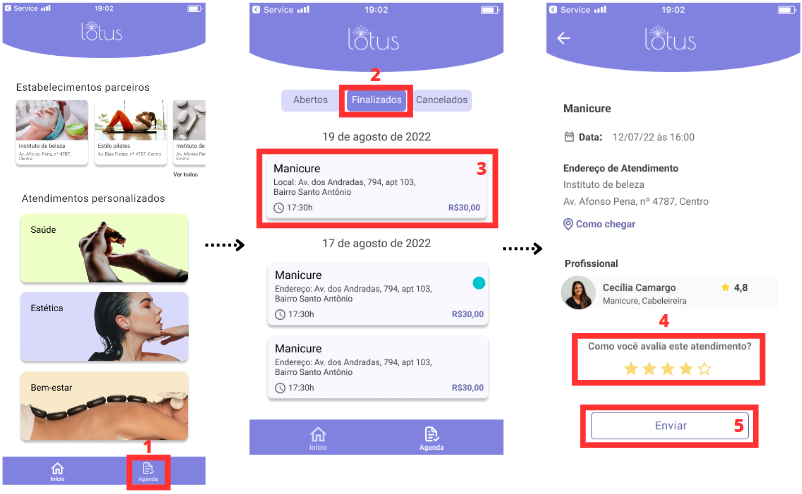 Service
19:02
lótus
Estabelecimentos parceiros
Instituto de beleza
Av. Afonso Pena, nº 4787,
Centro
Estilo pilates
Av. Bias Fortes, nº 4787, Centro
Instituto de
Av. Afonso Pe
Centro
Ver todos
Atendimentos personalizados
Saúde
Estética
Bem-estar
1
Início
Agenda
Service
19:02
lótus
2
Abertos
Finalizados
Cancelados
19 de agosto de 2022
3
Manicure
Local: Av. dos Andradas, 794, apt 103,
Bairro Santo Antônio
17:30h
R$30,00
17 de agosto de 2022
Manicure
Endereço: Av. dos Andradas, 794, apt 103,
Bairro Santo Antônio
17:30h
R$30,00
Manicure
Endereço: Av. dos Andradas, 794, apt 103,
Bairro Santo Antônio
17:30h
R$30,00
Início
Agenda
Service
19:02
lótus
Manicure
Data: 12/07/22 às 16:00
Endereço de Atendimento
Instituto de beleza
Av. Afonso Pena, nº 4787, Centro
Como chegar
Profissional
Cecília Camargo
4,8
Manicure, Cabeleireira
4
Como você avalia este atendimento?
Enviar
5